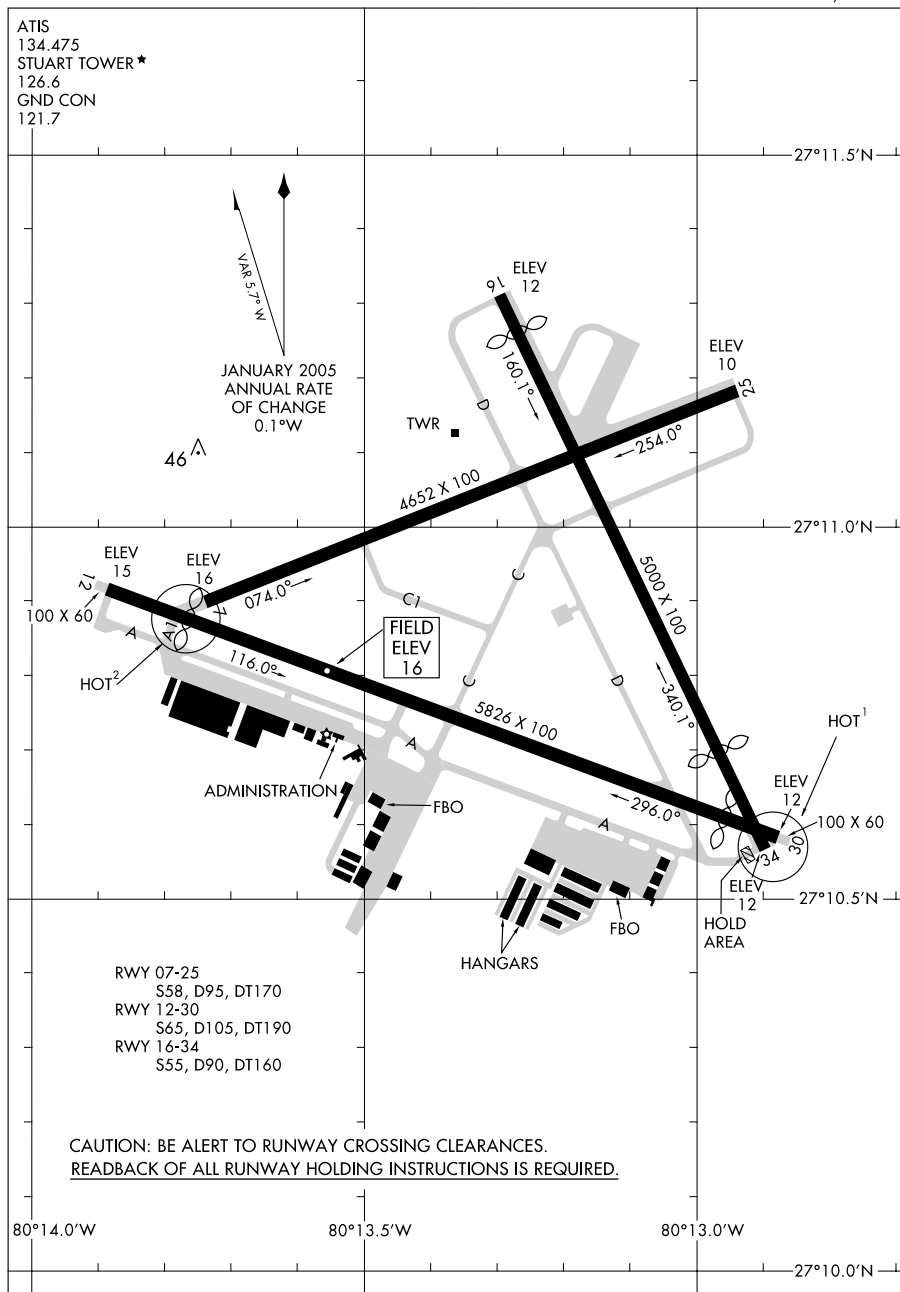 ATIS
134.475
STUART TOWER★
126.6
GND CON
121.7
27°11.5'N
VAR 5.7° W
JANUARY 2005
ANNUAL RATE
OF CHANGE
0.1°W
16
ELEV
12
160.1°
D
ELEV
10
25
TWR
254.0°
46
4652 X 100
27°11.0'N
ELEV
15
ELEV
16
12
7
074.0°
C
5000 X 100
100 X 60
A
A1
C1
FIELD
ELEV
16
HOT2
116.0°
C
D
340.1°
5826 X 100
HOT1
A
ADMINISTRATION
FBO
296.0°
ELEV
12
100 X 60
A
30
34
ELEV
12
27°10.5'N
HOLD
AREA
FBO
HANGARS
RWY 07-25
S58, D95, DT170
RWY 12-30
S65, D105, DT190
RWY 16-34
S55, D90, DT160
CAUTION: BE ALERT TO RUNWAY CROSSING CLEARANCES.
READBACK OF ALL RUNWAY HOLDING INSTRUCTIONS IS REQUIRED.
80°14.0'W
80°13.5'W
80°13.0'W
27°10.0'N